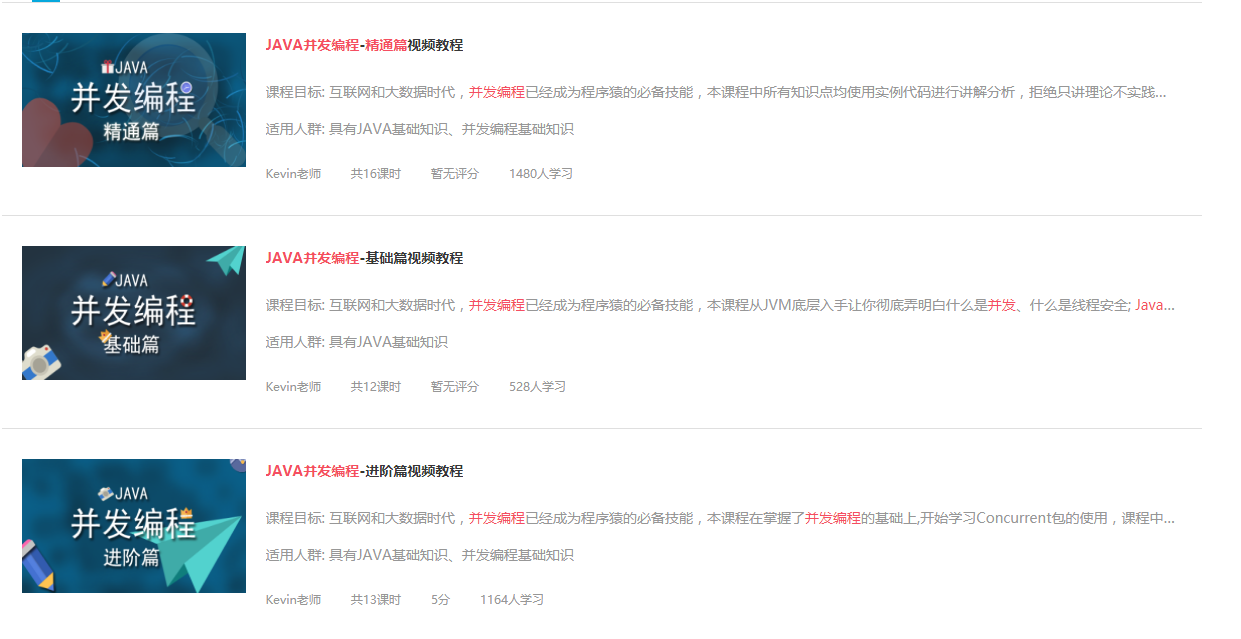 JAVA
并发编程
精通篇
JAVA并发编程-精通篇视频教程
课程目标: 互联网和大数据时代，并发编程已经成为程序猿的必备技能，本课程中所有知识点均使用实例代码进行讲解分析，拒绝只讲理论不实践...
适用人群: 具有JAVA基础知识、并发编程基础知识
Kevin老师 共16课时 暂无评分 1480人学习
JAVA
并发编程
基础篇
JAVA并发编程-基础篇视频教程
课程目标: 互联网和大数据时代，并发编程已经成为程序猿的必备技能，本课程从JVM底层入手让你彻底弄明白什么是并发、什么是线程安全; Java...
适用人群: 具有JAVA基础知识
Kevin老师 共12课时 暂无评分 528人学习
JAVA
并发编程
进阶篇
JAVA并发编程-进阶篇视频教程
课程目标: 互联网和大数据时代，并发编程已经成为程序猿的必备技能，本课程在掌握了并发编程的基础上,开始学习Concurrent包的使用，课程中...
适用人群: 具有JAVA基础知识、并发编程基础知识
Kevin老师 共13课时 5分 1164人学习